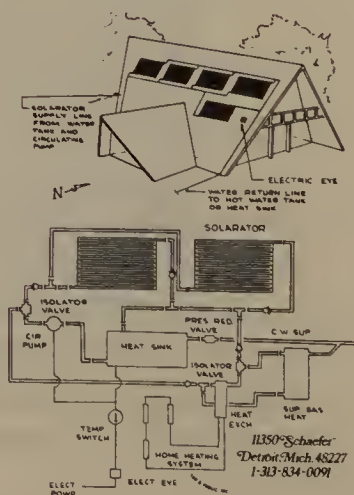 SOLARATOR
SUPPLY LINE
FROM WATER
TANK AND
CIRCULATING
PUMP
N
ELECTRIC EYE
WATER RETURN LINE
TO HOT WATER TANK
OR HEAT SINK
SOLARATOR
ISOLATOR
VALVE
CIR
PUMP
HEAT SINK
PRES. RED.
VALVE
C.W. SUP
ISOLATOR
VALVE
HEAT
EXCH
SUP. GAS
HEAT
TEMP
SWITCH
HOME HEATING
SYSTEM
ELECT
POWR
ELECT EYE
11350 Schaefer
Detroit, Mich. 48227
1-313-834-0091